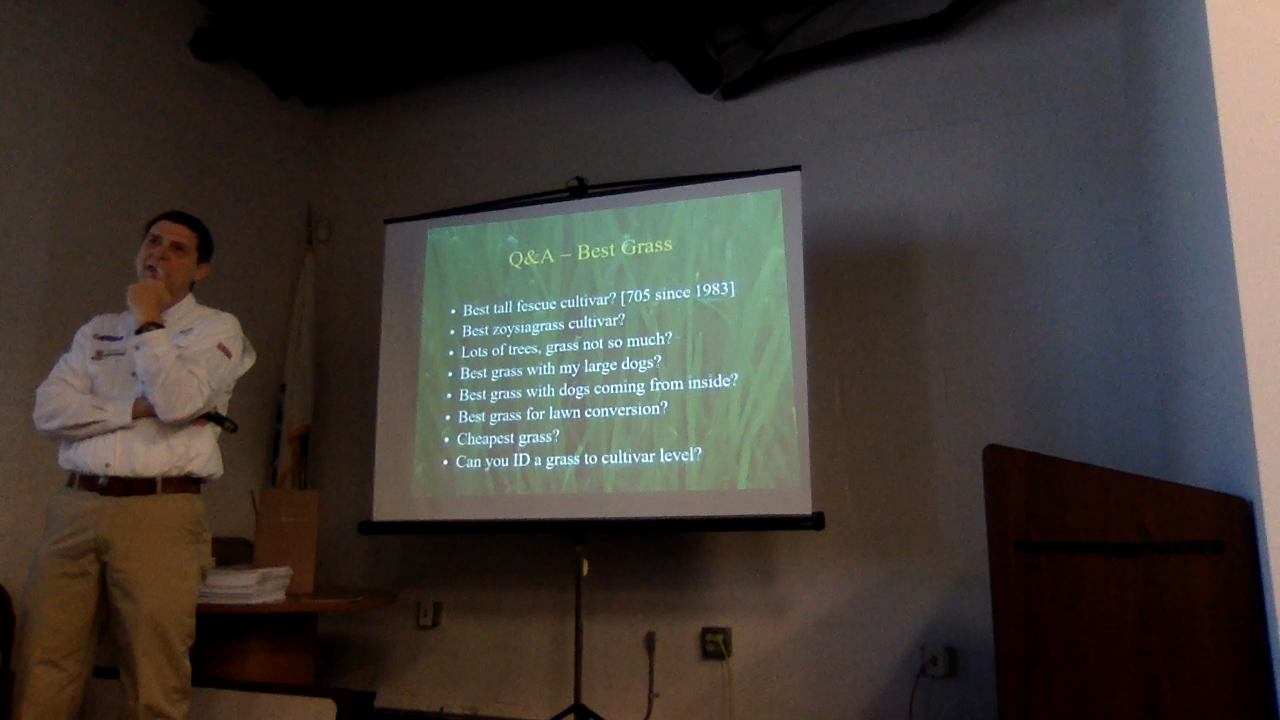 Q&A – Best Grass
• Best tall fescue cultivar? [705 since 1983]
• Best zoysiagrass cultivar?
• Lots of trees, grass not so much?
• Best grass with my large dogs?
• Best grass with dogs coming from inside?
• Best grass for lawn conversion?
• Cheapest grass?
• Can you ID a grass to cultivar level?